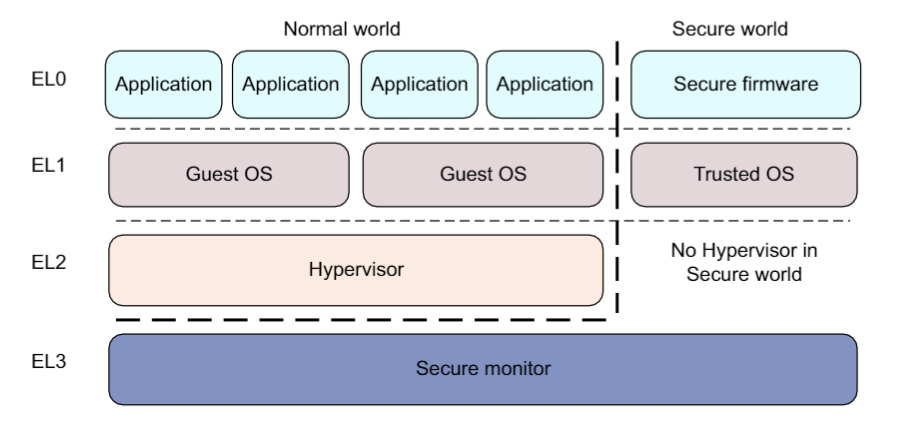 Normal world
Secure world
EL0
Application
Application
Application
Application
Secure firmware
EL1
Guest OS
Guest OS
Trusted OS
EL2
Hypervisor
No Hypervisor in
Secure world
EL3
Secure monitor